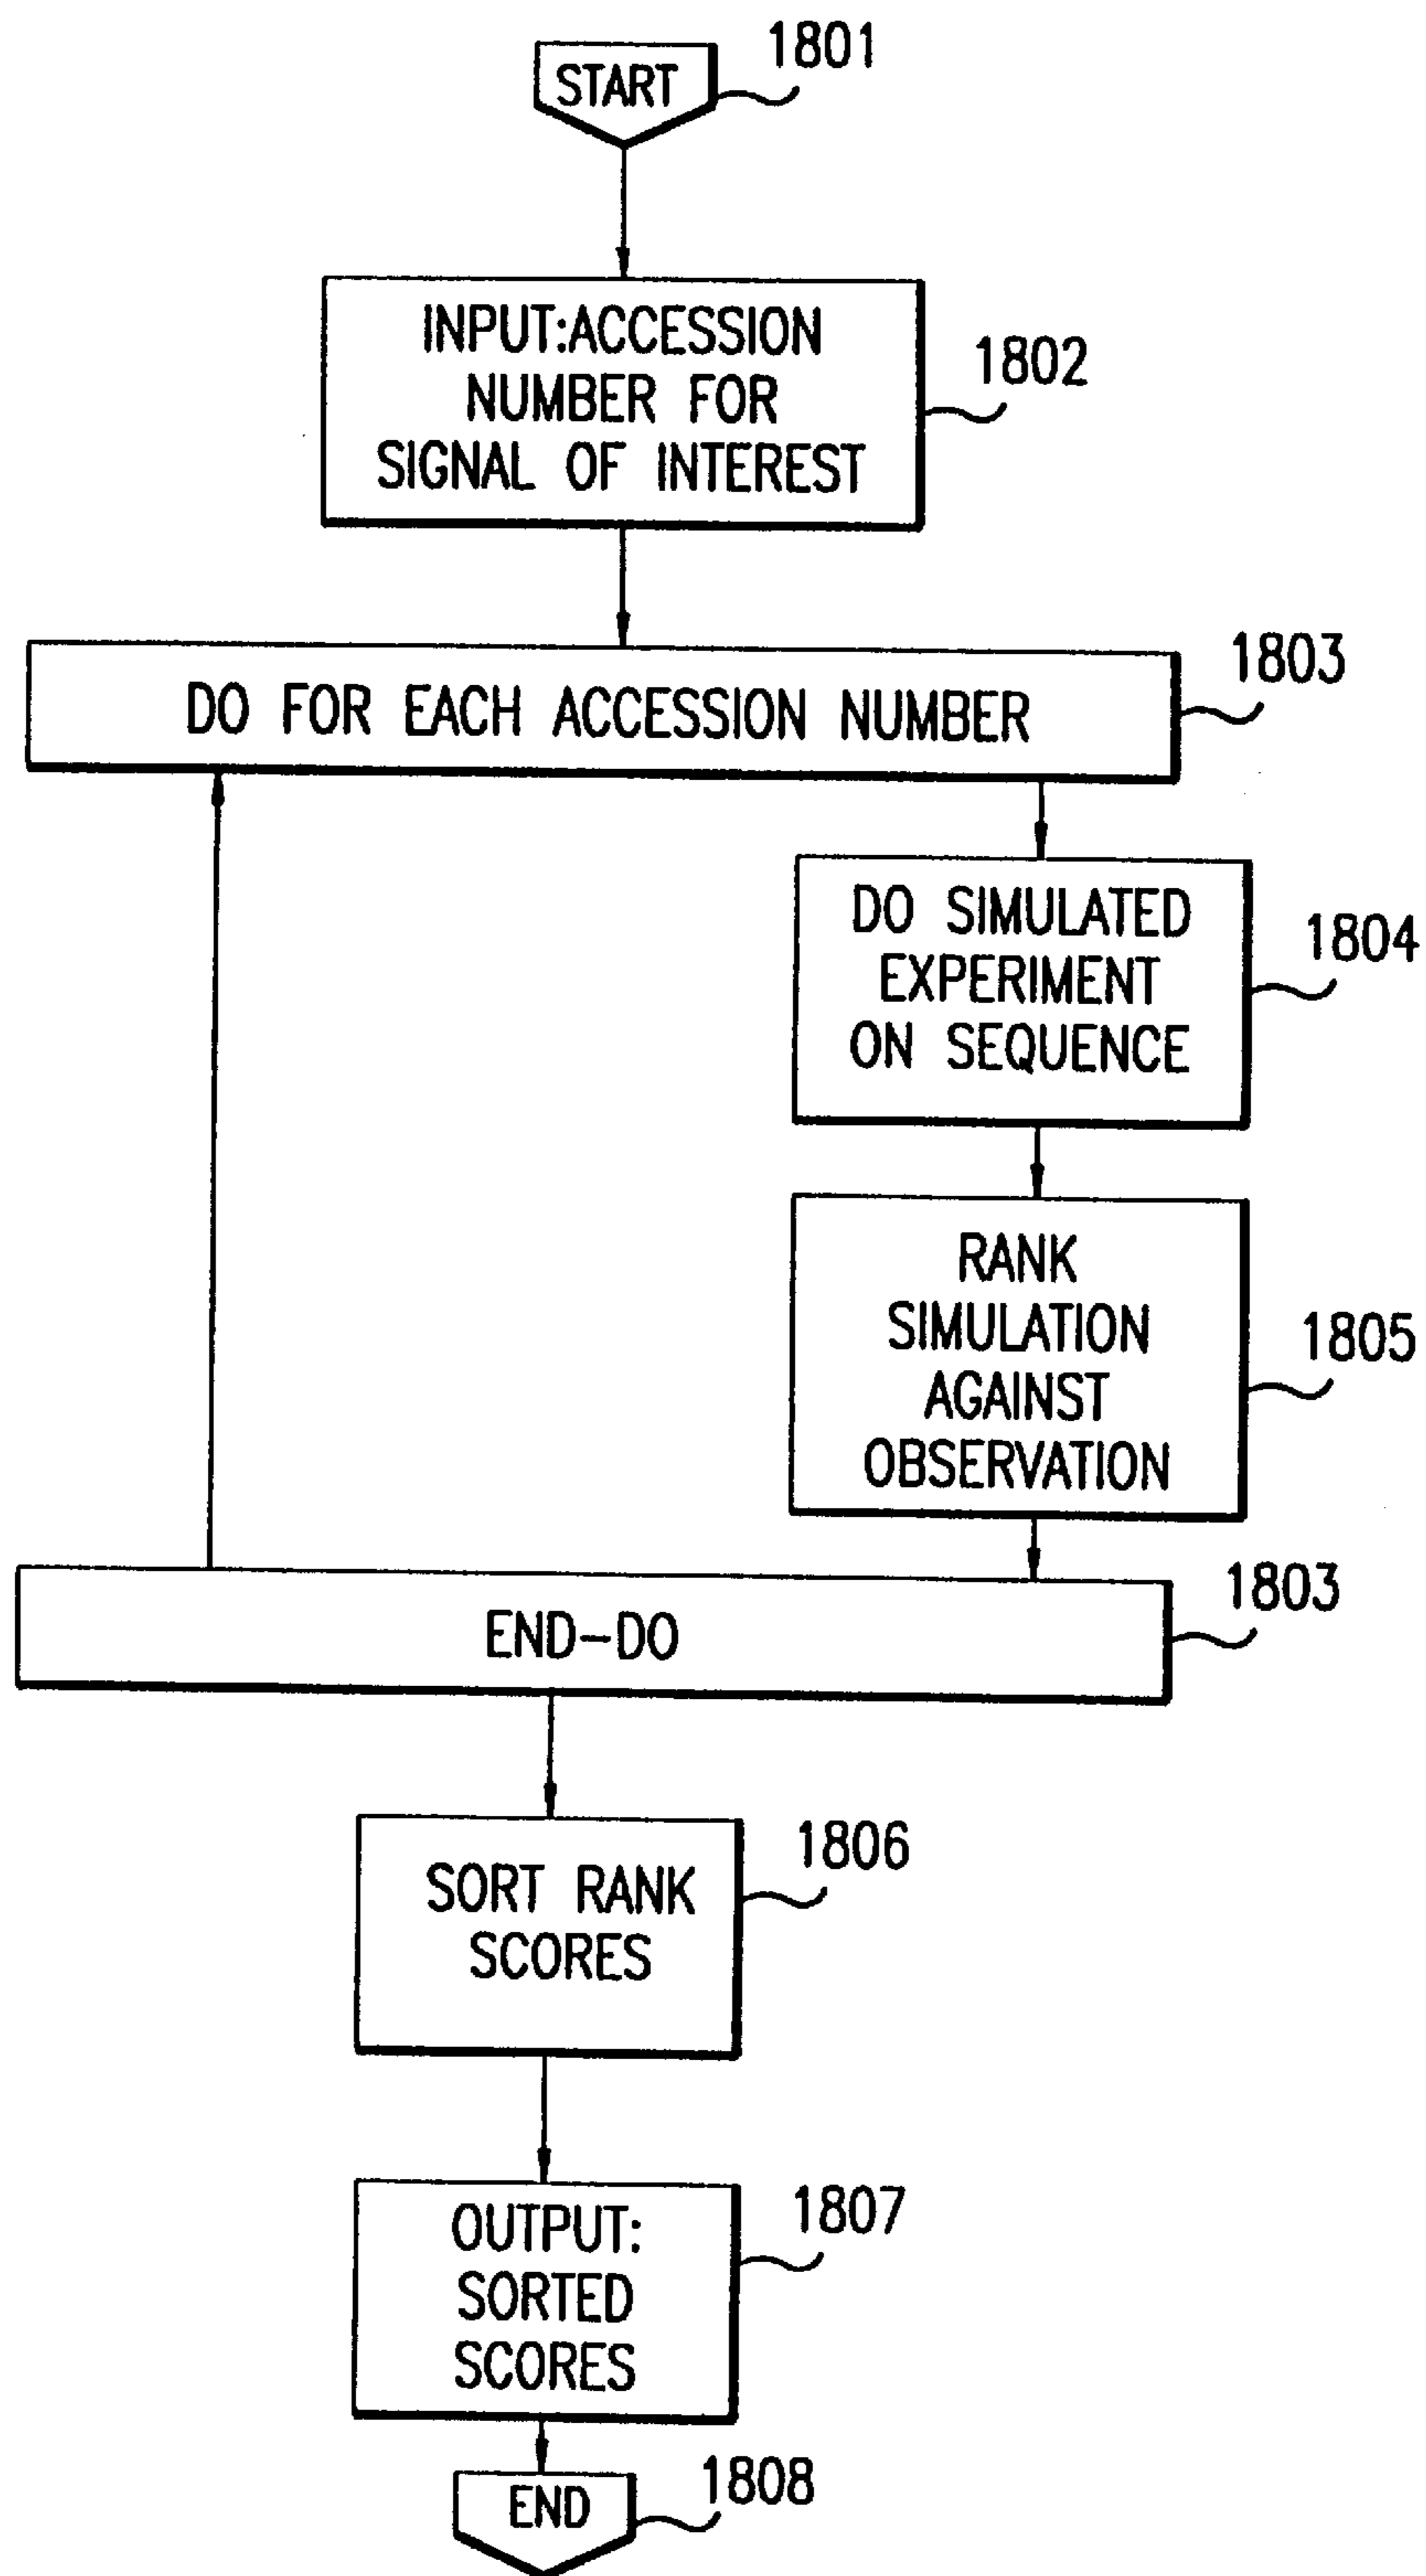 START
1801
INPUT:ACCESSION
NUMBER FOR
SIGNAL OF INTEREST
1802
DO FOR EACH ACCESSION NUMBER
1803
DO SIMULATED
EXPERIMENT
ON SEQUENCE
1804
RANK
SIMULATION
AGAINST
OBSERVATION
1805
END-DO
1803
SORT RANK
SCORES
1806
OUTPUT:
SORTED
SCORES
1807
END
1808